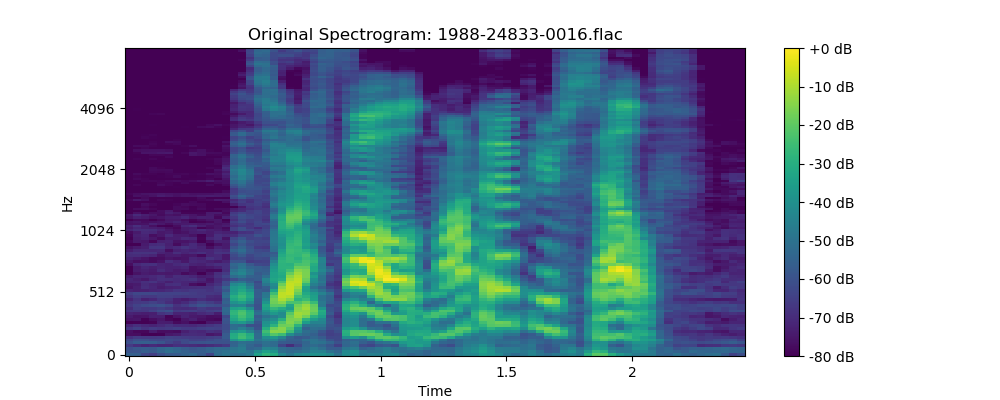 Original Spectrogram: 1988-24833-0016.flac
Hz
4096
2048
1024
512
0
0
0.5
1
1.5
2
Time
+0 dB
-10 dB
-20 dB
-30 dB
-40 dB
-50 dB
-60 dB
-70 dB
-80 dB